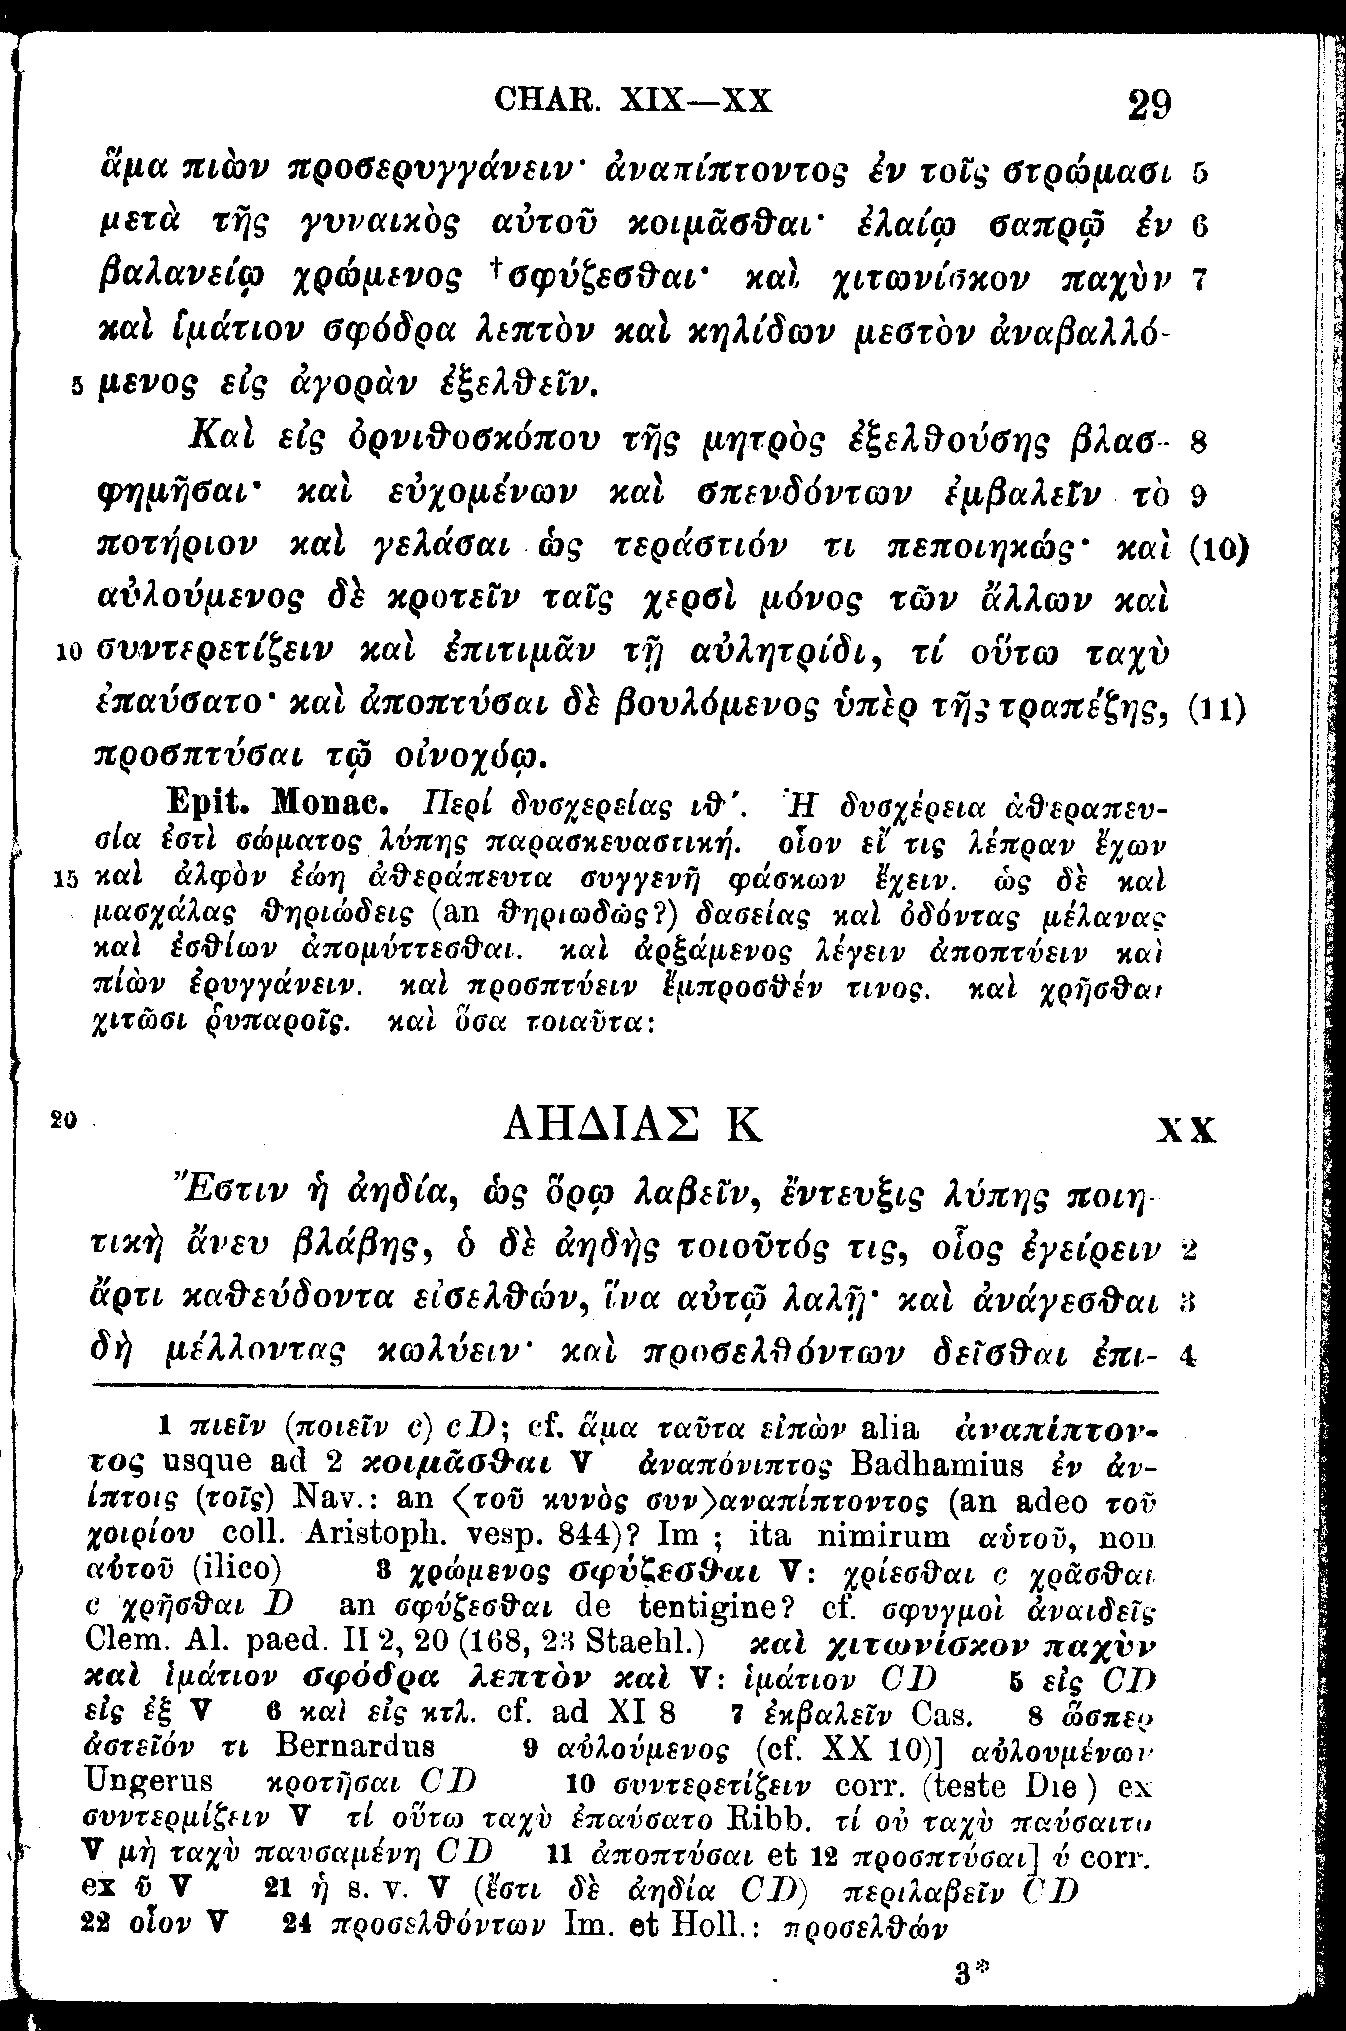 CHAR. XIX—XX 29
ἅμα πιὼν προσερυγγάνειν· ἀναπίπτοντος ἐν τοῖς στρώμασι 5
μετὰ τῆς γυναικὸς αὐτοῦ κοιμᾶσθαι· ἐλαίῳ σαπρῷ ἐν 6
βαλανείῳ χρώμενος †σφύζεσθαι· καὶ χιτωνίσκον παχὺν 7
καὶ ἱμάτιον σφόδρα λεπτὸν καὶ κηλίδων μεστὸν ἀναβαλλό-
5 μενος εἰς ἀγορὰν ἐξελθεῖν.
Καὶ εἰς ὀρνιθοσκόπου τῆς μητρὸς ἐξελθούσης βλασ- 8
φημῆσαι· καὶ εὐχομένων καὶ σπενδόντων ἐμβαλεῖν τὸ 9
ποτήριον καὶ γελάσαι ὡς τεράστιόν τι πεποιηκώς· καὶ (10)
αὐλούμενος δὲ κροτεῖν ταῖς χερσὶ μόνος τῶν ἄλλων καὶ
10 συντερετίζειν καὶ ἐπιτιμᾶν τῇ αὐλητρίδι, τί οὕτω ταχὺ
ἐπαύσατο· καὶ ἀποπτύσαι δὲ βουλόμενος ὑπὲρ τῆς τραπέζης, (11)
προσπτύσαι τῷ οἰνοχόῳ.
Epit. Monac. Περί δυσχερείας ιθ΄. Ἡ δυσχέρεια ἀθεραπευ-
σία ἐστὶ σώματος λύπης παρασκευαστική. οἷον εἴ τις λέπραν ἔχων
15 καὶ ἀλφὸν ἐώη ἀθεράπευτα συγγενῆ φάσκων ἔχειν. ὡς δὲ καὶ
μασχάλας θηριώδεις (an θηριωδῶς?) δασείας καὶ ὀδόντας μέλανας
καὶ ἐσθίων ἀπομύττεσθαι. καὶ ἀρξάμενος λέγειν ἀποπτύειν καὶ
πίὼν ἐρυγγάνειν. καὶ προσπτύειν ἔμπροσθέν τινος. καὶ χρῆσθαι
χιτῶσι ῥυπαροῖς. καὶ ὅσα τοιαῦτα:
20 ΑΗΔΙΑΣ Κ XX
Ἔστιν ἡ ἀηδία, ὡς ὅρῳ λαβεῖν, ἔντευξις λύπης ποιη-
τικὴ ἄνευ βλάβης, ὁ δὲ ἀηδὴς τοιοῦτός τις, οἷος ἐγείρειν 2
ἄρτι καθεύδοντα εἰσελθών, ἵνα αὐτῷ λαλῇ· καὶ ἀνάγεσθαι 3
δὴ μέλλοντας κωλύειν· καὶ προσελθόντων δεῖσθαι ἐπι- 4
1 πιεῖν (ποιεῖν c) cD; cf. ἅμα ταῦτα εἰπὼν alia ἀναπίπτον-
τος usque ad 2 κοιμᾶσθαι V ἀναπόνιπτος Badhamius ἐν ἀν-
ίπτοις (τοῖς) Nav.: an ⟨τοῦ κυνὸς συν⟩αναπίπτοντος (an adeo τοῦ
χοιρίου coll. Aristoph. vesp. 844)? Im ; ita nimirum αὑτοῦ, non
αὐτοῦ (ilico) 3 χρώμενος σφύζεσθαι V: χρίεσθαι c χρᾶσθαι
c χρῆσθαι D an σφύζεσθαι de tentigine? cf. σφυγμοὶ ἀναιδεῖς
Clem. Al. paed. II 2, 20 (168, 23 Staehl.) καὶ χιτωνίσκον παχὺν
καὶ ἱμάτιον σφόδρα λεπτὸν καὶ V: ἱμάτιον CD 5 εἰς CD
εἰς ἐξ V 6 καὶ εἰς κτλ. cf. ad XI 8 7 ἐκβαλεῖν Cas. 8 ὥσπερ
ἀστεῖόν τι Bernardus 9 αὐλούμενος (cf. XX 10)] αὐλουμένων
Ungerus κροτῆσαι CD 10 συντερετίζειν corr. (teste Die) ex
συντερμίζειν V τί οὕτω ταχὺ ἐπαύσατο Ribb. τί οὐ ταχὺ παύσαιτο
V μὴ ταχὺ παυσαμένη CD 11 ἀποπτύσαι et 12 προσπτύσαι] ύ corr.
ex ῦ V 21 ἡ s. v. V (ἔστι δὲ ἀηδία CD) περιλαβεῖν CD
22 οἷον V 24 προσελθόντων Im. et Holl.: προσελθών
3*